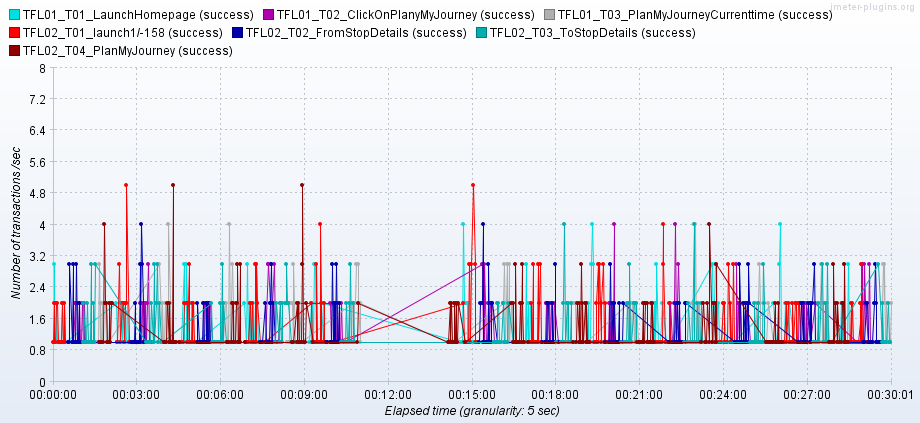 jmeter-plugins.org
TFL01_T01_LaunchHomepage (success) TFL01_T02_ClickOnPlanyMyJourney (success) TFL01_T03_PlanMyJourneyCurrenttime (success)
TFL02_T01_launch1/-158 (success) TFL02_T02_FromStopDetails (success) TFL02_T03_ToStopDetails (success)
TFL02_T04_PlanMyJourney (success)
8
7.2
6.4
5.6
4.8
4
3.2
2.4
1.6
0.8
0
Number of transactions /sec
00:00:00 00:03:00 00:06:00 00:09:00 00:12:00 00:15:00 00:18:00 00:21:00 00:24:00 00:27:00 00:30:01
Elapsed time (granularity: 5 sec)